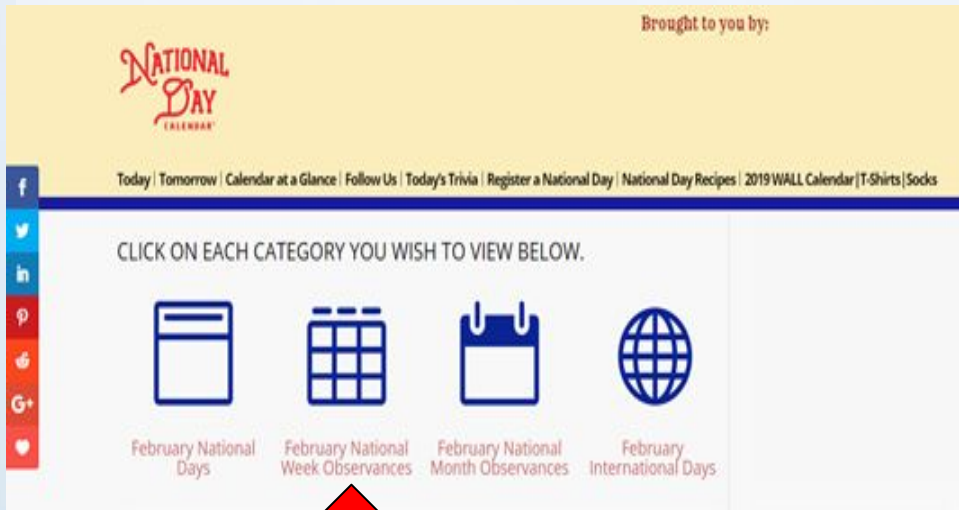 Brought to you by:
NATIONAL
DAY
CALENDAR
Today | Tomorrow | Calendar at a Glance | Follow Us | Today's Trivia | Register a National Day | National Day Recipes | 2019 WALL Calendar|T-Shirts|Socks
f
in
G+
CLICK ON EACH CATEGORY YOU WISH TO VIEW BELOW.
February National
Days
February National
Week Observances
February National
Month Observances
February
International Days